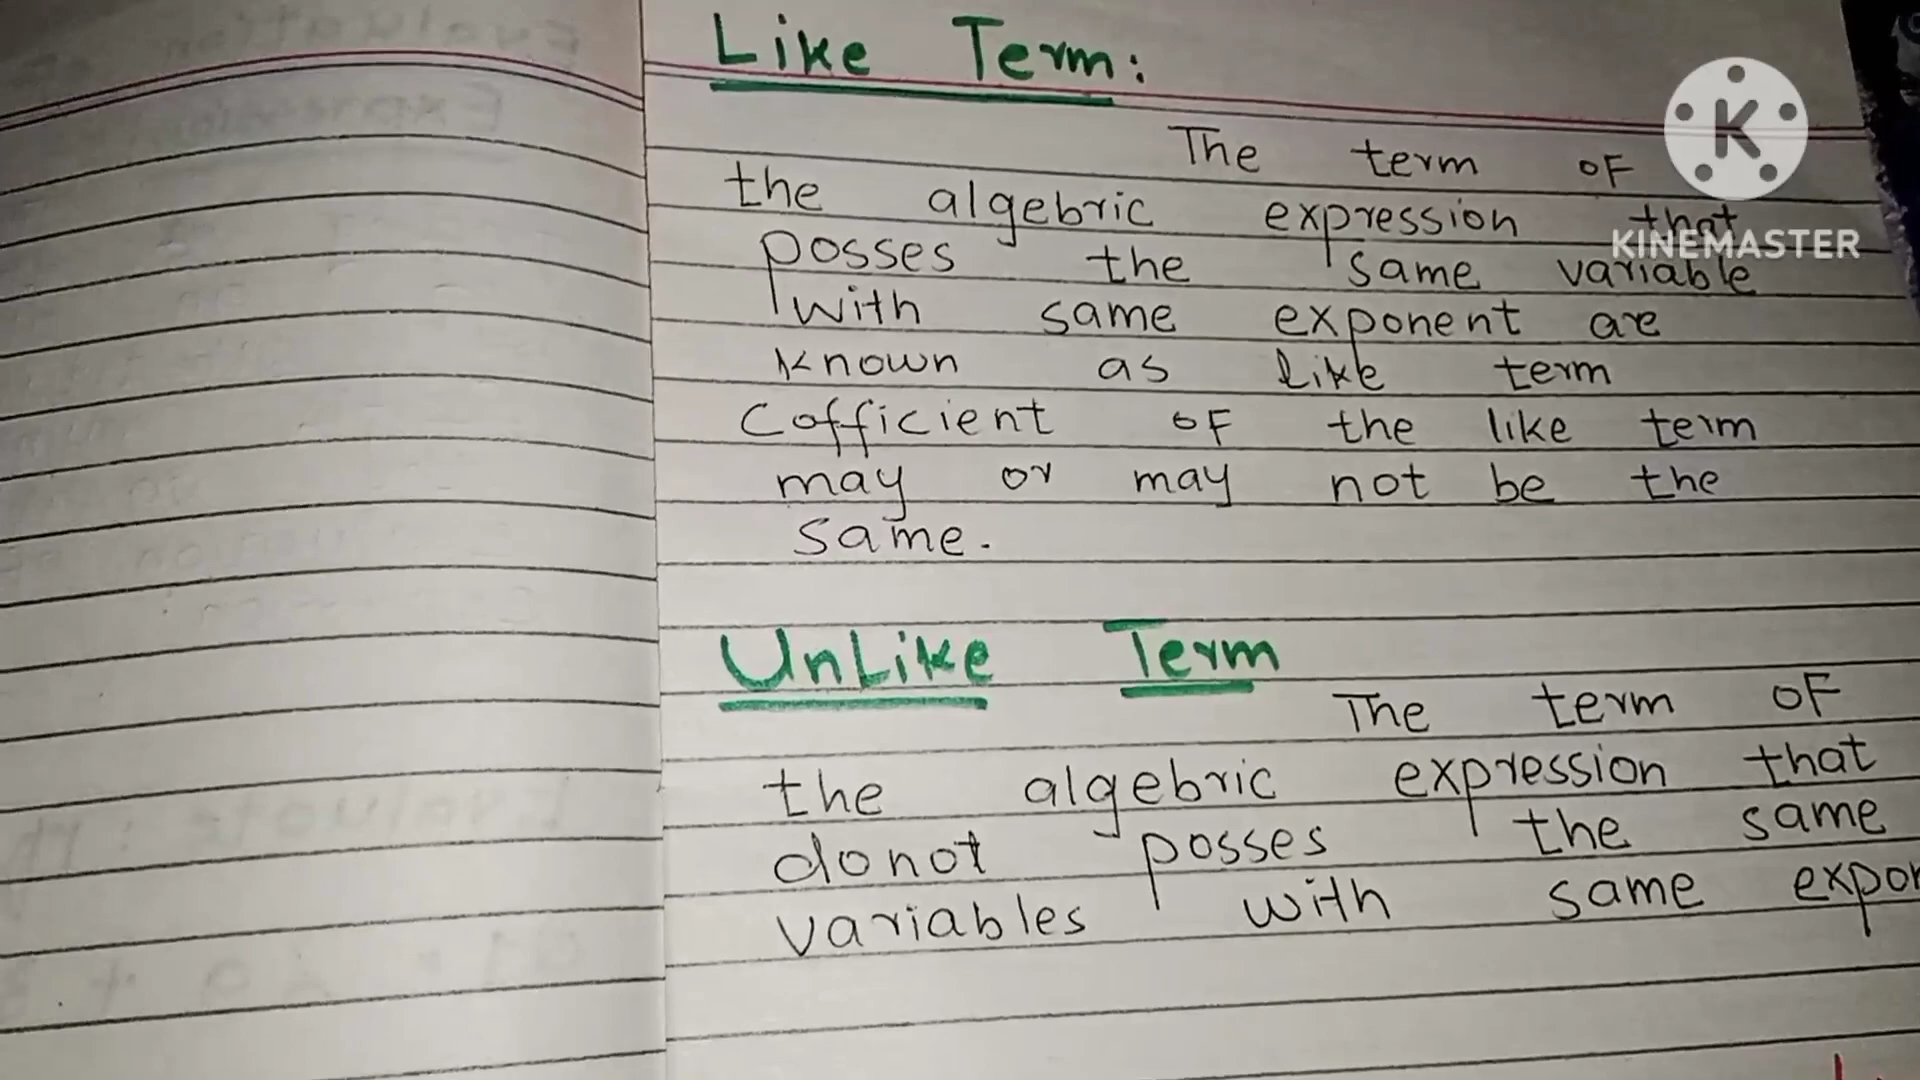 Like Term:
The term of
the algebric expression that
posses the same variable
with same exponent are
known as like term
Cofficient of the like term
may or may not be the
same.
UnLike Term
The term of
the algebric expression that
donot posses the same
variables with same expon
K
KINEMASTER